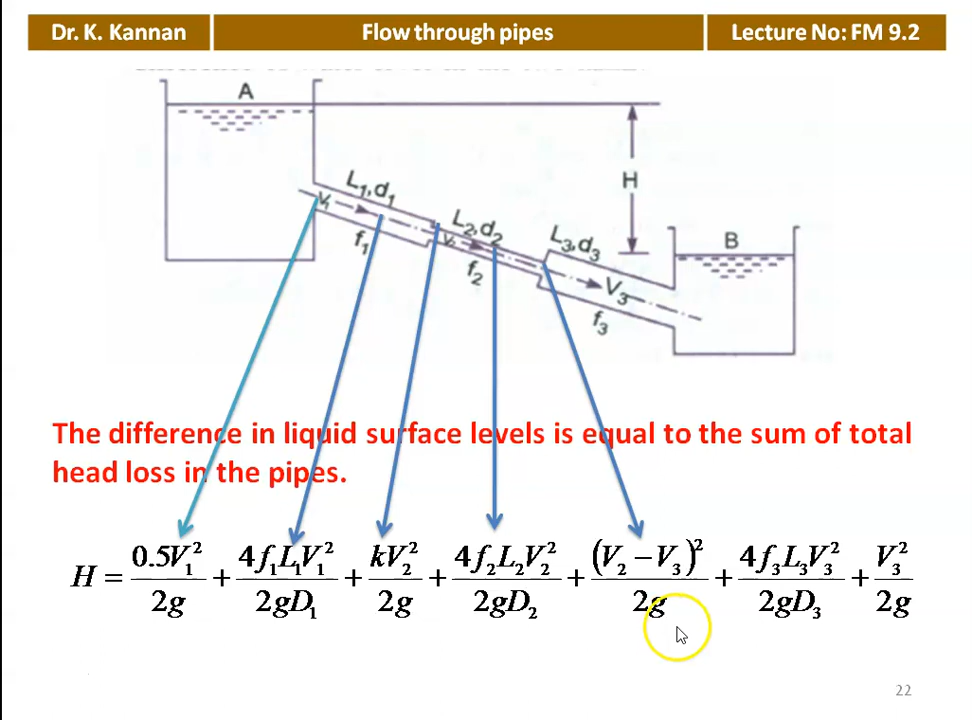 Dr. K. Kannan
Flow through pipes
Lecture No: FM 9.2
A
H
L₁,d₁
V₁
f₁
L₂,d₂
f₂
L₃,d₃
V₃
f₃
B
The difference in liquid surface levels is equal to the sum of total
head loss in the pipes.
H = 0.5V₁²/2g + 4f₁L₁V₁²/2gD₁ + kV₂²/2g + 4f₂L₂V₂²/2gD₂ + (V₂ − V₃)²/2g + 4f₃L₃V₃²/2gD₃ + V₃²/2g
22